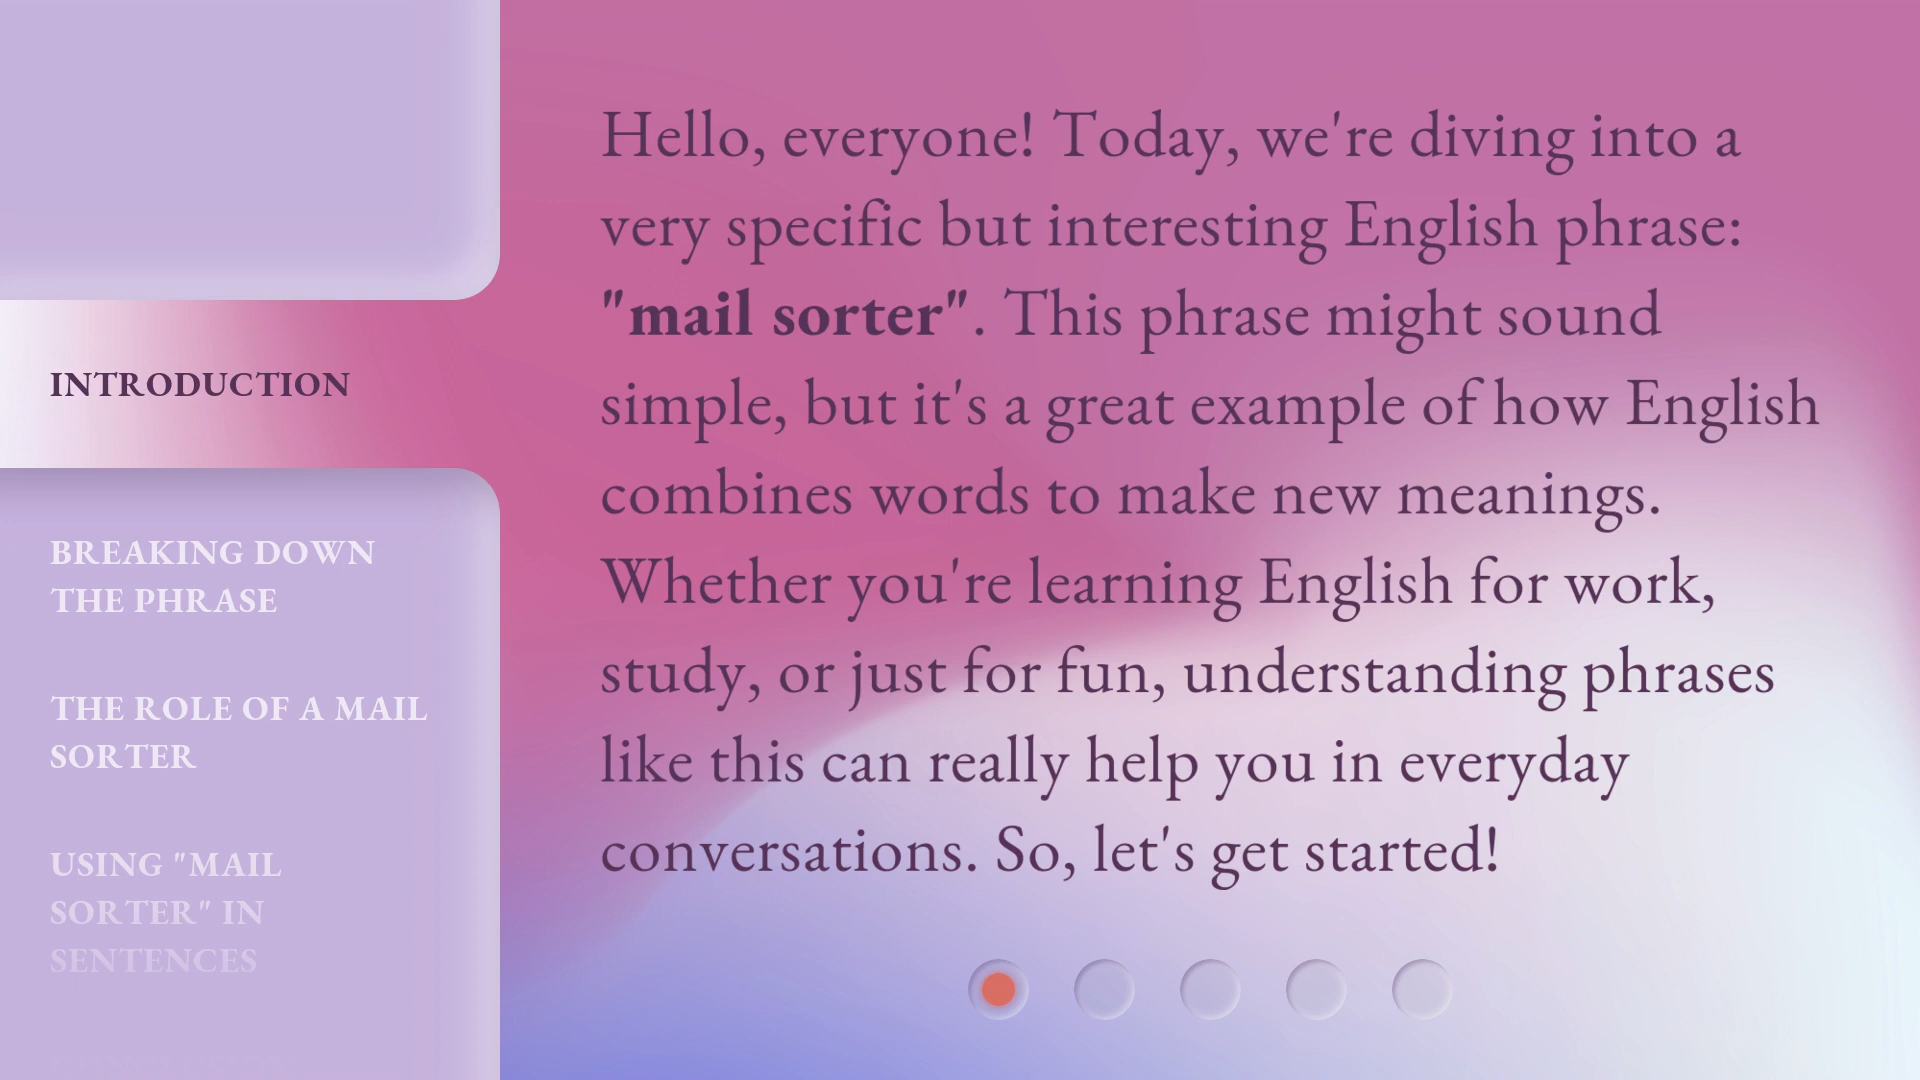 INTRODUCTION
BREAKING DOWN
THE PHRASE
THE ROLE OF A MAIL
SORTER
USING "MAIL
SORTER" IN
SENTENCES
Hello, everyone! Today, we're diving into a
very specific but interesting English phrase:
"mail sorter". This phrase might sound
simple, but it's a great example of how English
combines words to make new meanings.
Whether you're learning English for work,
study, or just for fun, understanding phrases
like this can really help you in everyday
conversations. So, let's get started!